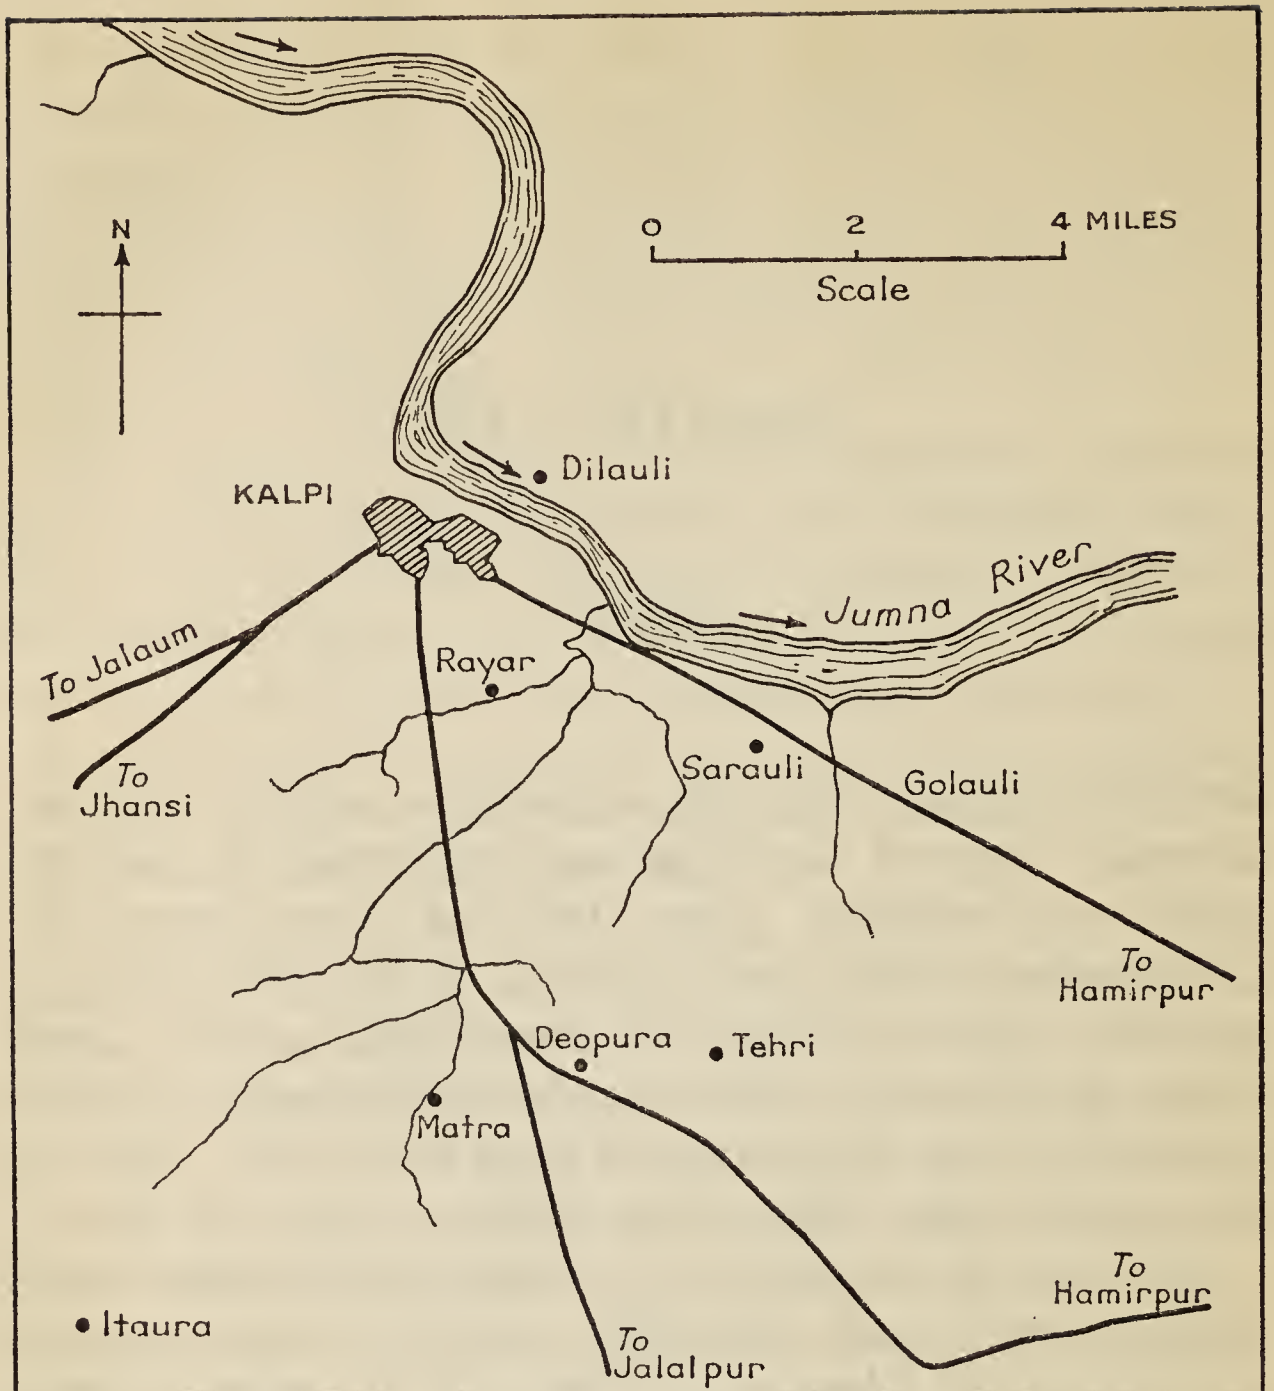 N
0 2 4 MILES
Scale
Dilauli
KALPI
Jumna River
To Jalaum
Rayar
To
Jhansi
Sarauli
Golauli
To
Hamirpur
Deopura
Tehri
Matra
To
Hamirpur
Itaura
To
Jalalpur